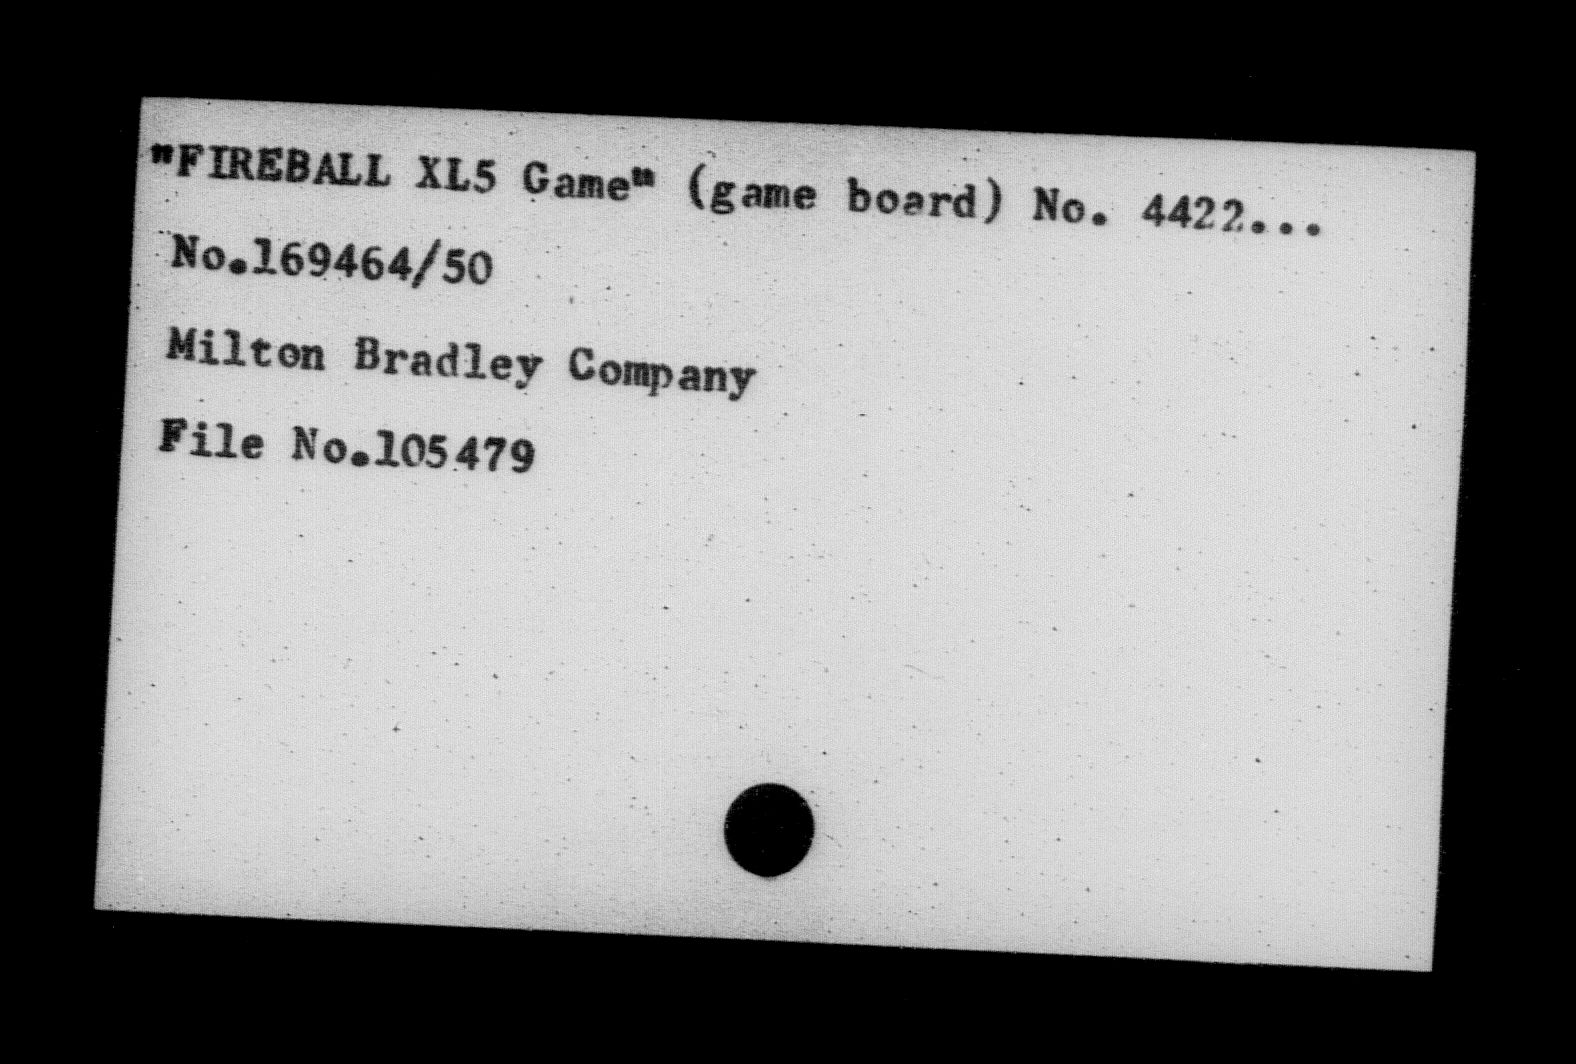 "FIREBALL XL5 Game" (game board) No. 4422...
No.169464/50
Milton Bradley Company
File No.105479